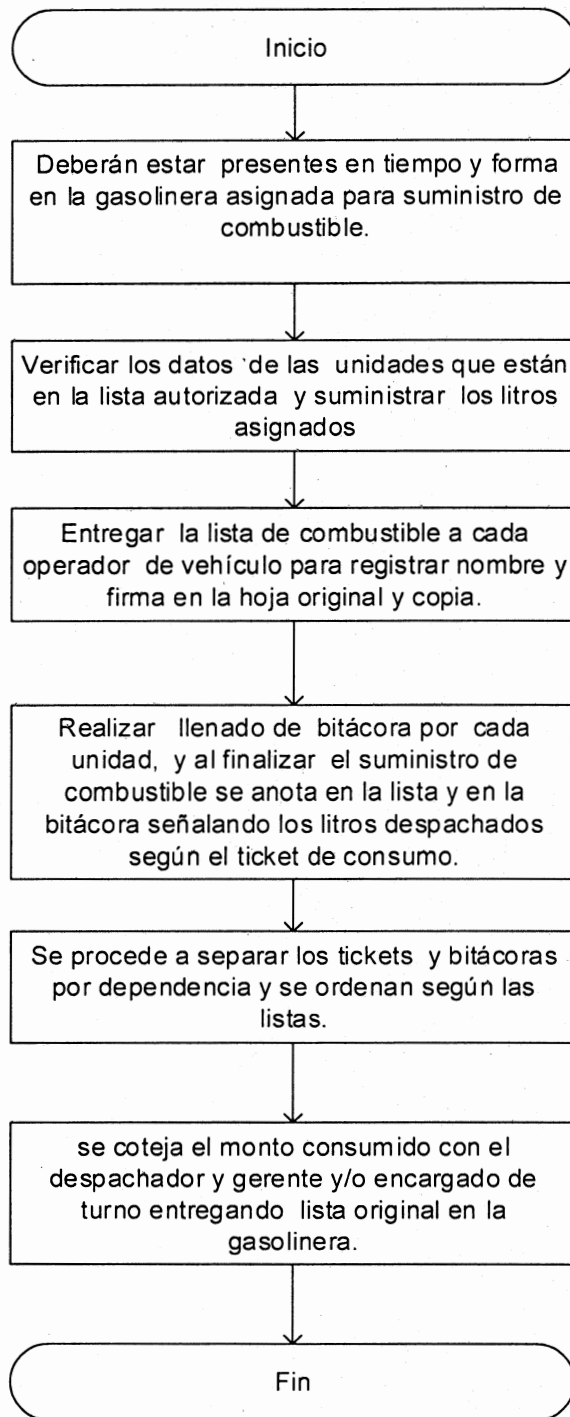 Inicio
Deberán estar presentes en tiempo y forma
en la gasolinera asignada para suministro de
combustible.
Verificar los datos de las unidades que están
en la lista autorizada y suministrar los litros
asignados
Entregar la lista de combustible a cada
operador de vehículo para registrar nombre y
firma en la hoja original y copia.
Realizar llenado de bitácora por cada
unidad, y al finalizar el suministro de
combustible se anota en la lista y en la
bitácora señalando los litros despachados
según el ticket de consumo.
Se procede a separar los tickets y bitácoras
por dependencia y se ordenan según las
listas.
se coteja el monto consumido con el
despachador y gerente y/o encargado de
turno entregando lista original en la
gasolinera.
Fin